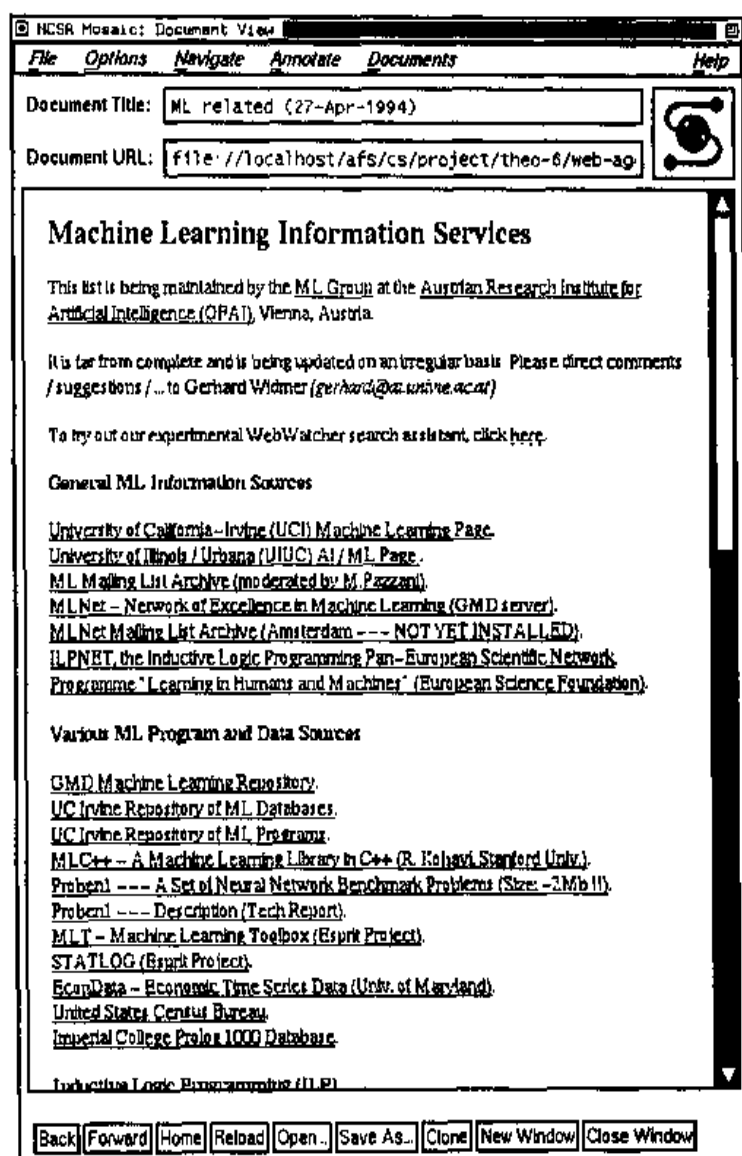 NCSA Mosaic: Document View
File Options Navigate Annotate Documents Help
Document Title: ML related (27-Apr-1994)
Document URL: file://localhost/afs/cs/project/theo-6/web-ag
Machine Learning Information Services
This list is being maintained by the ML Group at the Austrian Research Institute for
Artificial Intelligence (OFAI), Vienna, Austria.
It is far from complete and is being updated on an irregular basis. Please direct comments
/ suggestions / ... to Gerhard Widmer (gerhard@ai.univie.ac.at)
To try out our experimental WebWatcher search assistant, click here.
General ML Information Sources
University of California-Irvine (UCI) Machine Learning Page.
University of Illinois / Urbana (UIUC) AI / ML Page.
ML Mailing List Archive (moderated by M.Pazzani).
MLNet - Network of Excellence in Machine Learning (GMD server).
MLNet Mailing List Archive (Amsterdam --- NOT YET INSTALLED).
ILPNET, the Inductive Logic Programming Pan-European Scientific Network.
Programme "Learning in Humans and Machines" (European Science Foundation).
Various ML Program and Data Sources
GMD Machine Learning Repository.
UC Irvine Repository of ML Databases.
UC Irvine Repository of ML Programs.
MLC++ - A Machine Learning Library in C++ (R. Kohavi, Stanford Univ.).
Proben1 --- A Set of Neural Network Benchmark Problems (Size: ~2Mb !!).
Proben1 --- Description (Tech Report).
MLT - Machine Learning Toolbox (Esprit Project).
STATLOG (Esprit Project).
EconData - Economic Time Series Data (Univ. of Maryland).
United States Census Bureau.
Imperial College Prolog 1000 Database.
Inductive Logic Programming (ILP)
Back Forward Home Reload Open... Save As... Clone New Window Close Window